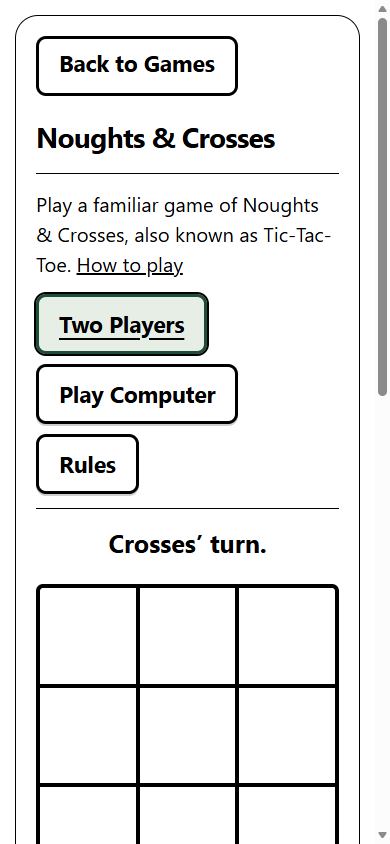 Back to Games
Noughts & Crosses
Play a familiar game of Noughts
& Crosses, also known as Tic-Tac-
Toe. How to play
Two Players
Play Computer
Rules
Crosses’ turn.